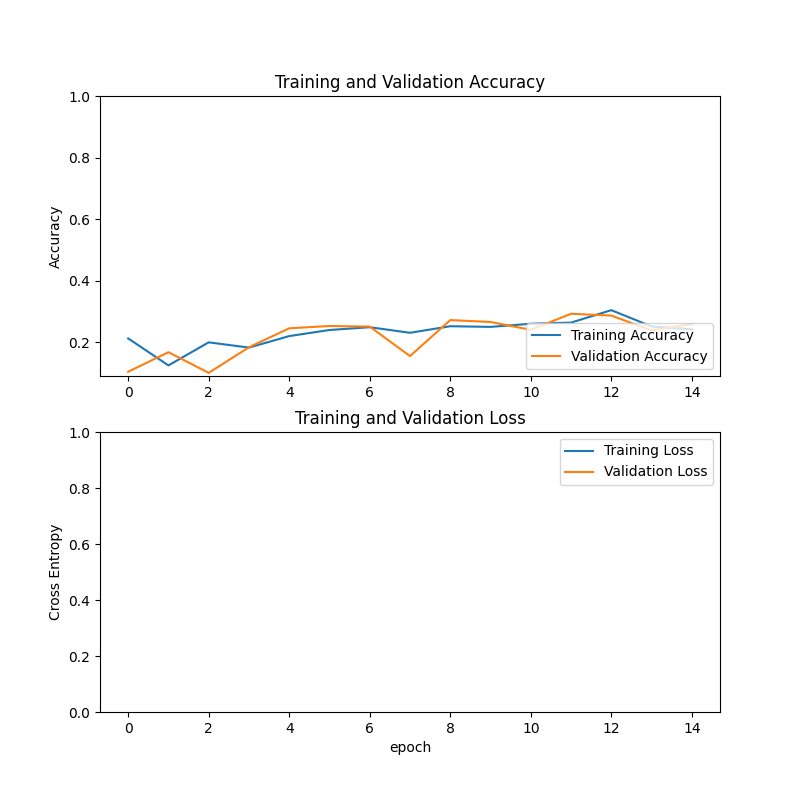 Training and Validation Accuracy
1.0
0.8
0.6
0.4
0.2
Accuracy
Training Accuracy
Validation Accuracy
0 2 4 6 8 10 12 14
Training and Validation Loss
1.0
0.8
0.6
0.4
0.2
0.0
Cross Entropy
Training Loss
Validation Loss
0 2 4 6 8 10 12 14
epoch